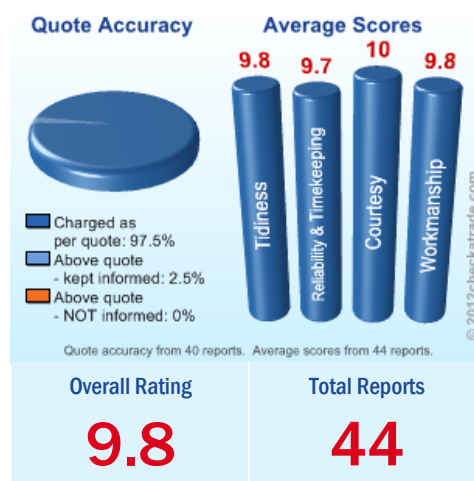 Quote Accuracy
Average Scores
9.8
9.7
10
9.8
Tidiness
Reliability & Timekeeping
Courtesy
Workmanship
Charged as
per quote: 97.5%
Above quote
- kept informed: 2.5%
Above quote
- NOT informed: 0%
© 2012checkatrade.com
Quote accuracy from 40 reports. Average scores from 44 reports.
Overall Rating
9.8
Total Reports
44